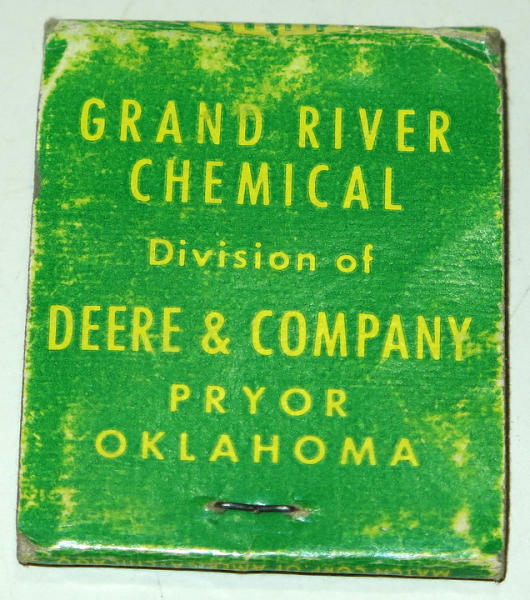 GRAND RIVER
CHEMICAL
Division of
DEERE & COMPANY
PRYOR
OKLAHOMA